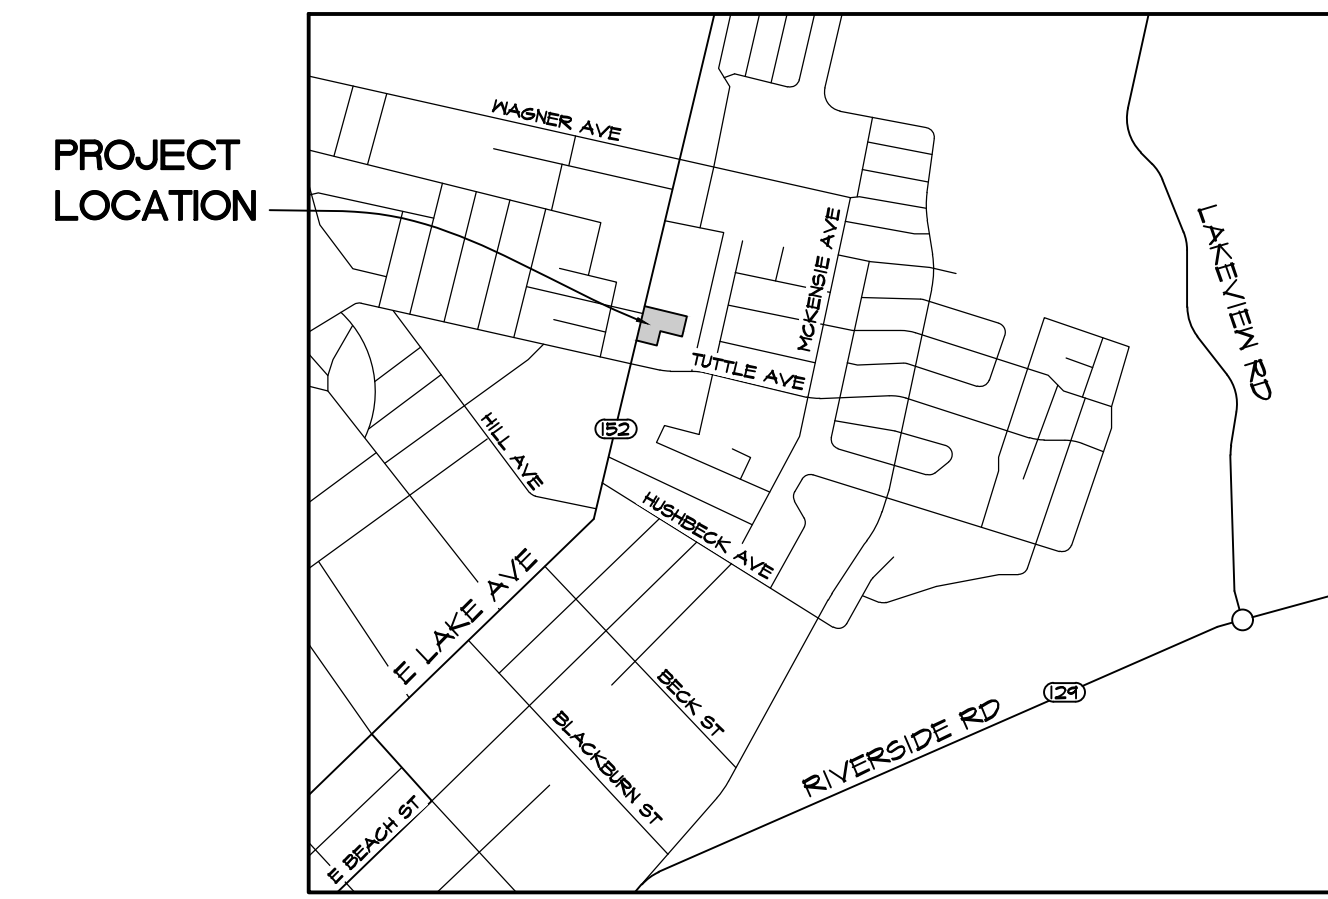 WAGNER AVE
PROJECT
LOCATION
MCKENSIE AVE
LAKEVIEW RD
TUTTLE AVE
152
HILL AVE
HUSHBECK AVE
E LAKE AVE
BECK ST
129
RIVERSIDE RD
BLACKBURN ST
E BEACH ST